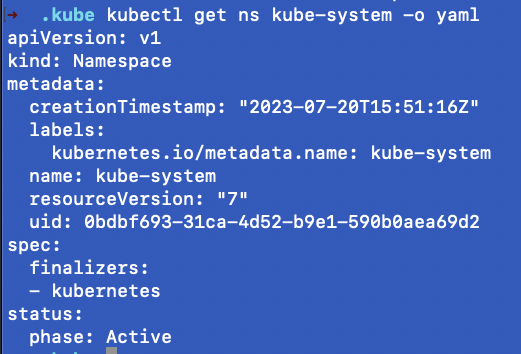 → .kube kubectl get ns kube-system -o yaml
apiVersion: v1
kind: Namespace
metadata:
  creationTimestamp: "2023-07-20T15:51:16Z"
  labels:
    kubernetes.io/metadata.name: kube-system
  name: kube-system
  resourceVersion: "7"
  uid: 0bdbf693-31ca-4d52-b9e1-590b0aea69d2
spec:
  finalizers:
  - kubernetes
status:
  phase: Active